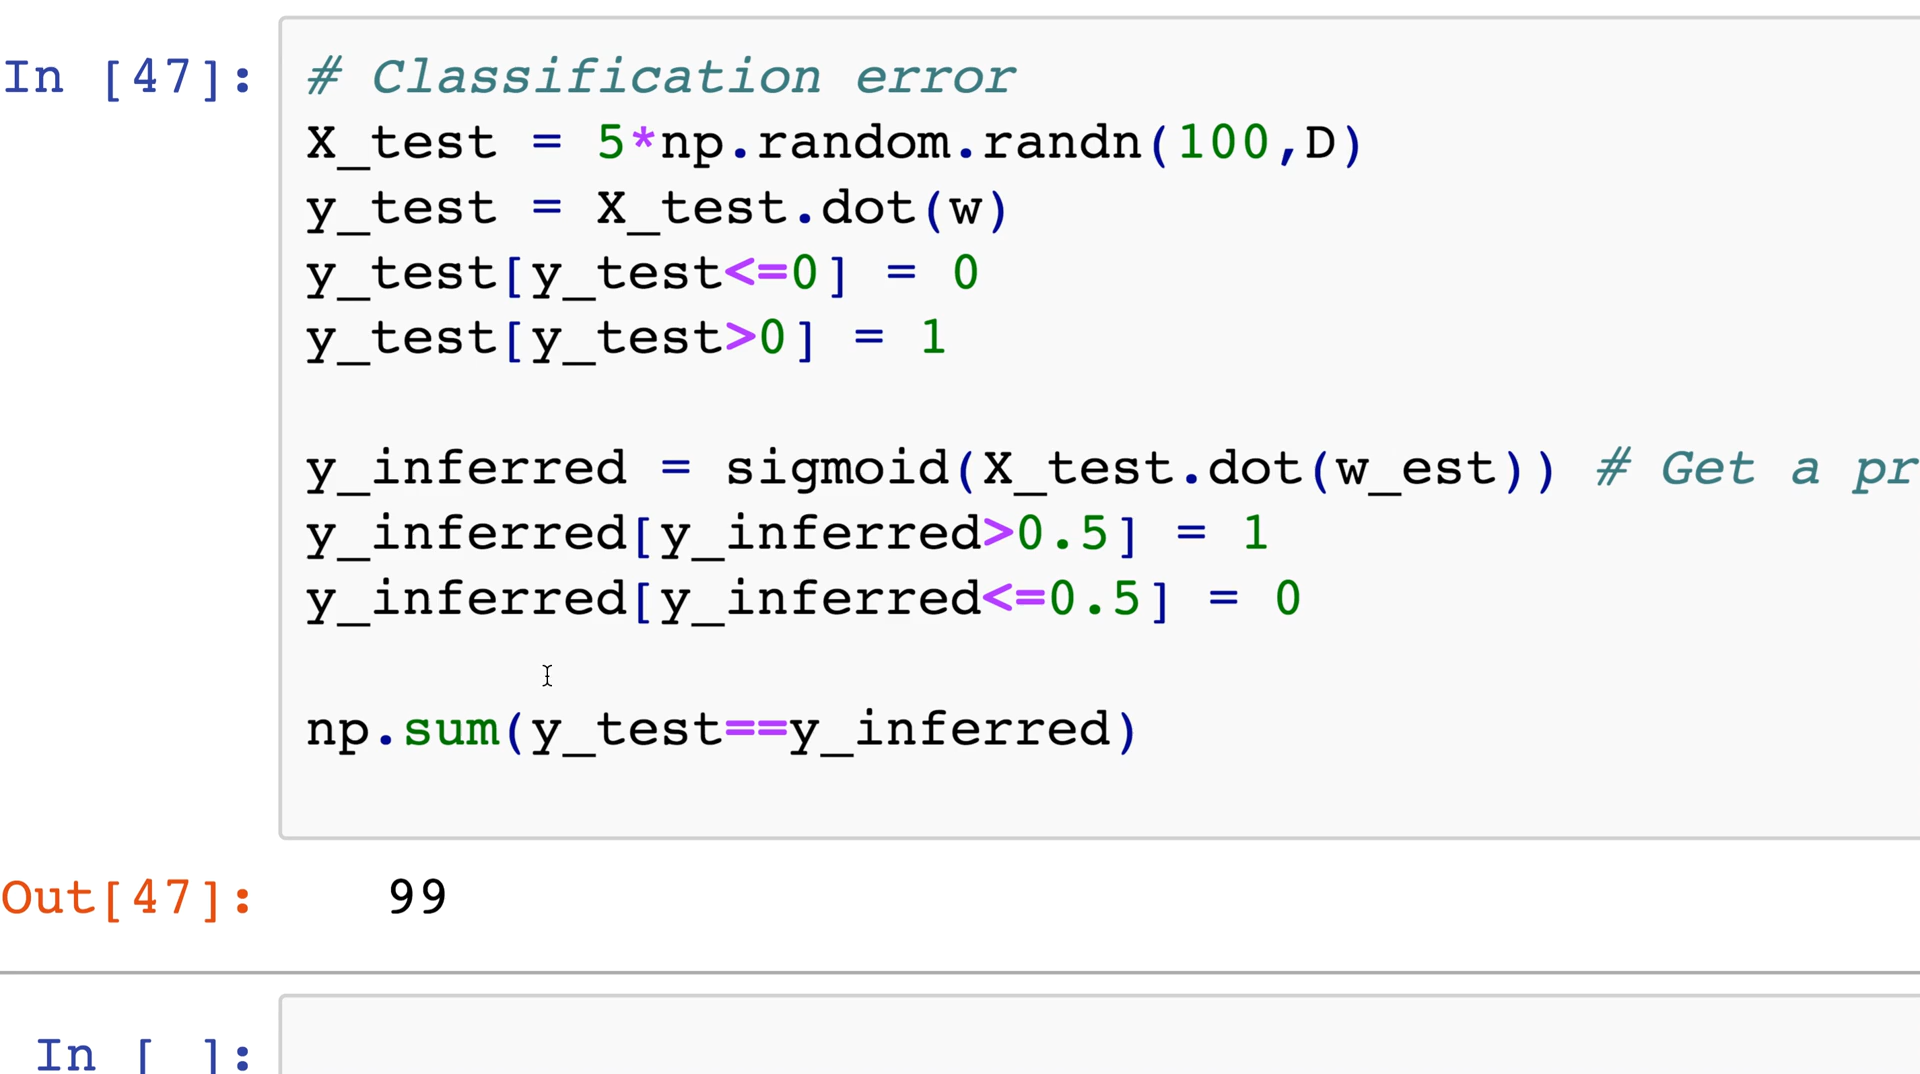 In [47]:
# Classification error
X_test = 5*np.random.randn(100,D)
y_test = X_test.dot(w)
y_test[y_test<=0] = 0
y_test[y_test>0] = 1
y_inferred = sigmoid(X_test.dot(w_est)) # Get a pr
y_inferred[y_inferred>0.5] = 1
y_inferred[y_inferred<=0.5] = 0
np.sum(y_test==y_inferred)
Out[47]: 99
In [ ]: